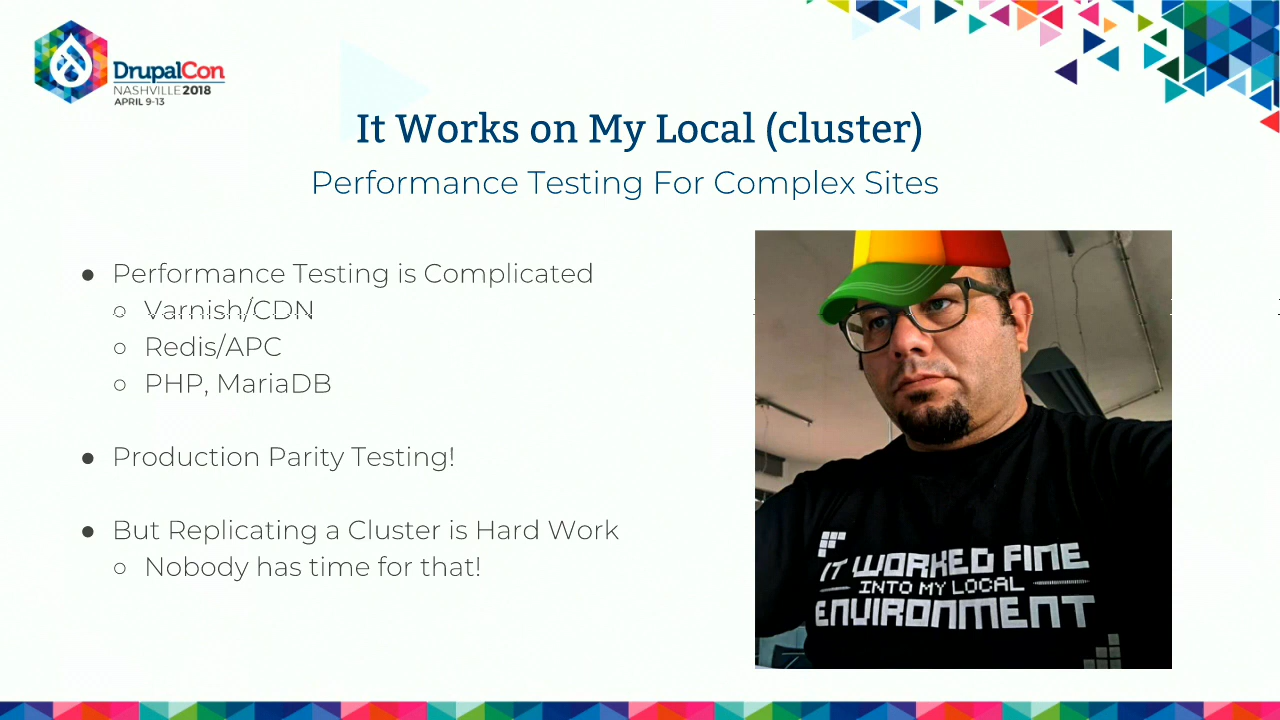 DrupalCon
NASHVILLE 2018
APRIL 9-13
It Works on My Local (cluster)
Performance Testing For Complex Sites
● Performance Testing is Complicated
○ Varnish/CDN
○ Redis/APC
○ PHP, MariaDB
● Production Parity Testing!
● But Replicating a Cluster is Hard Work
○ Nobody has time for that!
IT WORKED FINE
INTO MY LOCAL
ENVIRONMENT